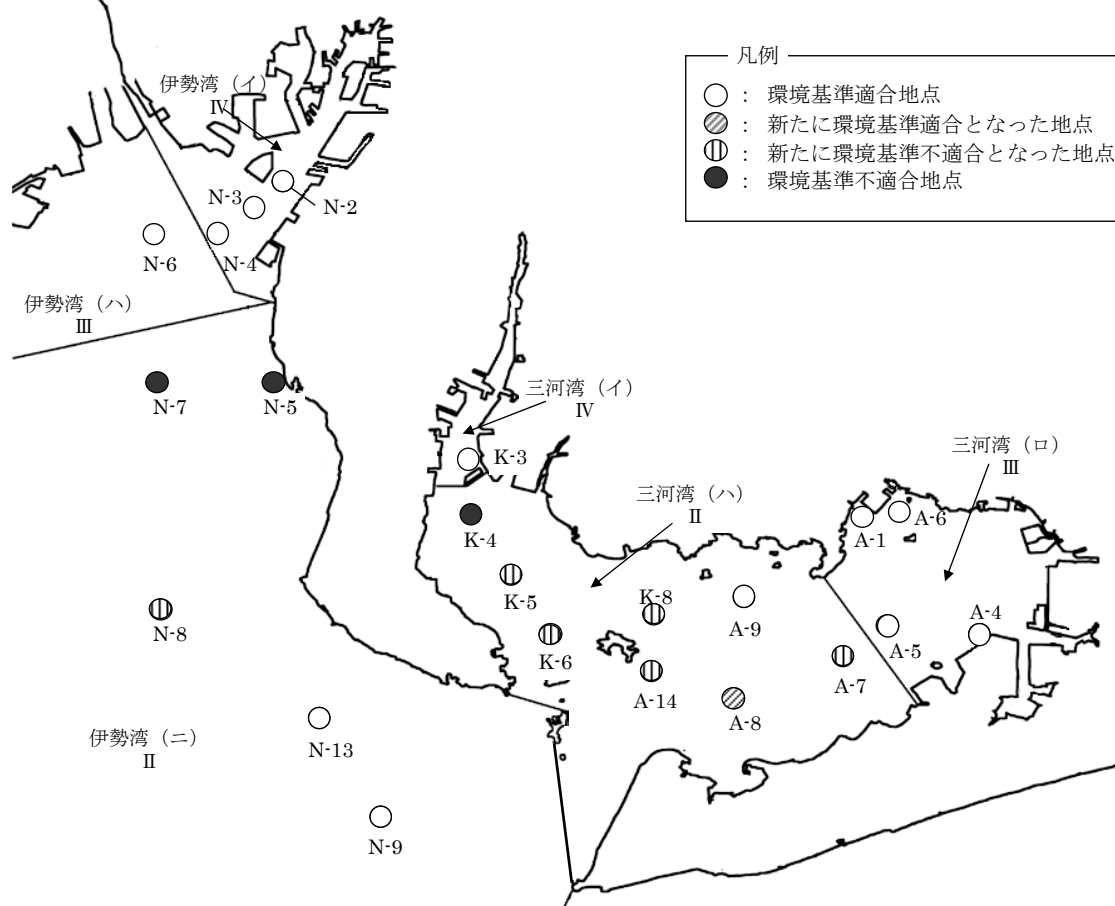 凡例
○ : 環境基準適合地点
: 新たに環境基準適合となった地点
: 新たに環境基準不適合となった地点
● : 環境基準不適合地点
伊勢湾（イ）
Ⅳ
N-2
N-3
N-4
N-6
伊勢湾（ハ）
Ⅲ
N-7
N-5
三河湾（イ）
Ⅳ
K-3
三河湾（ロ）
Ⅲ
三河湾（ハ）
Ⅱ
A-6
A-1
K-4
K-5
K-8
A-9
A-5
A-4
N-8
K-6
A-14
A-7
A-8
伊勢湾（ニ）
Ⅱ
N-13
N-9